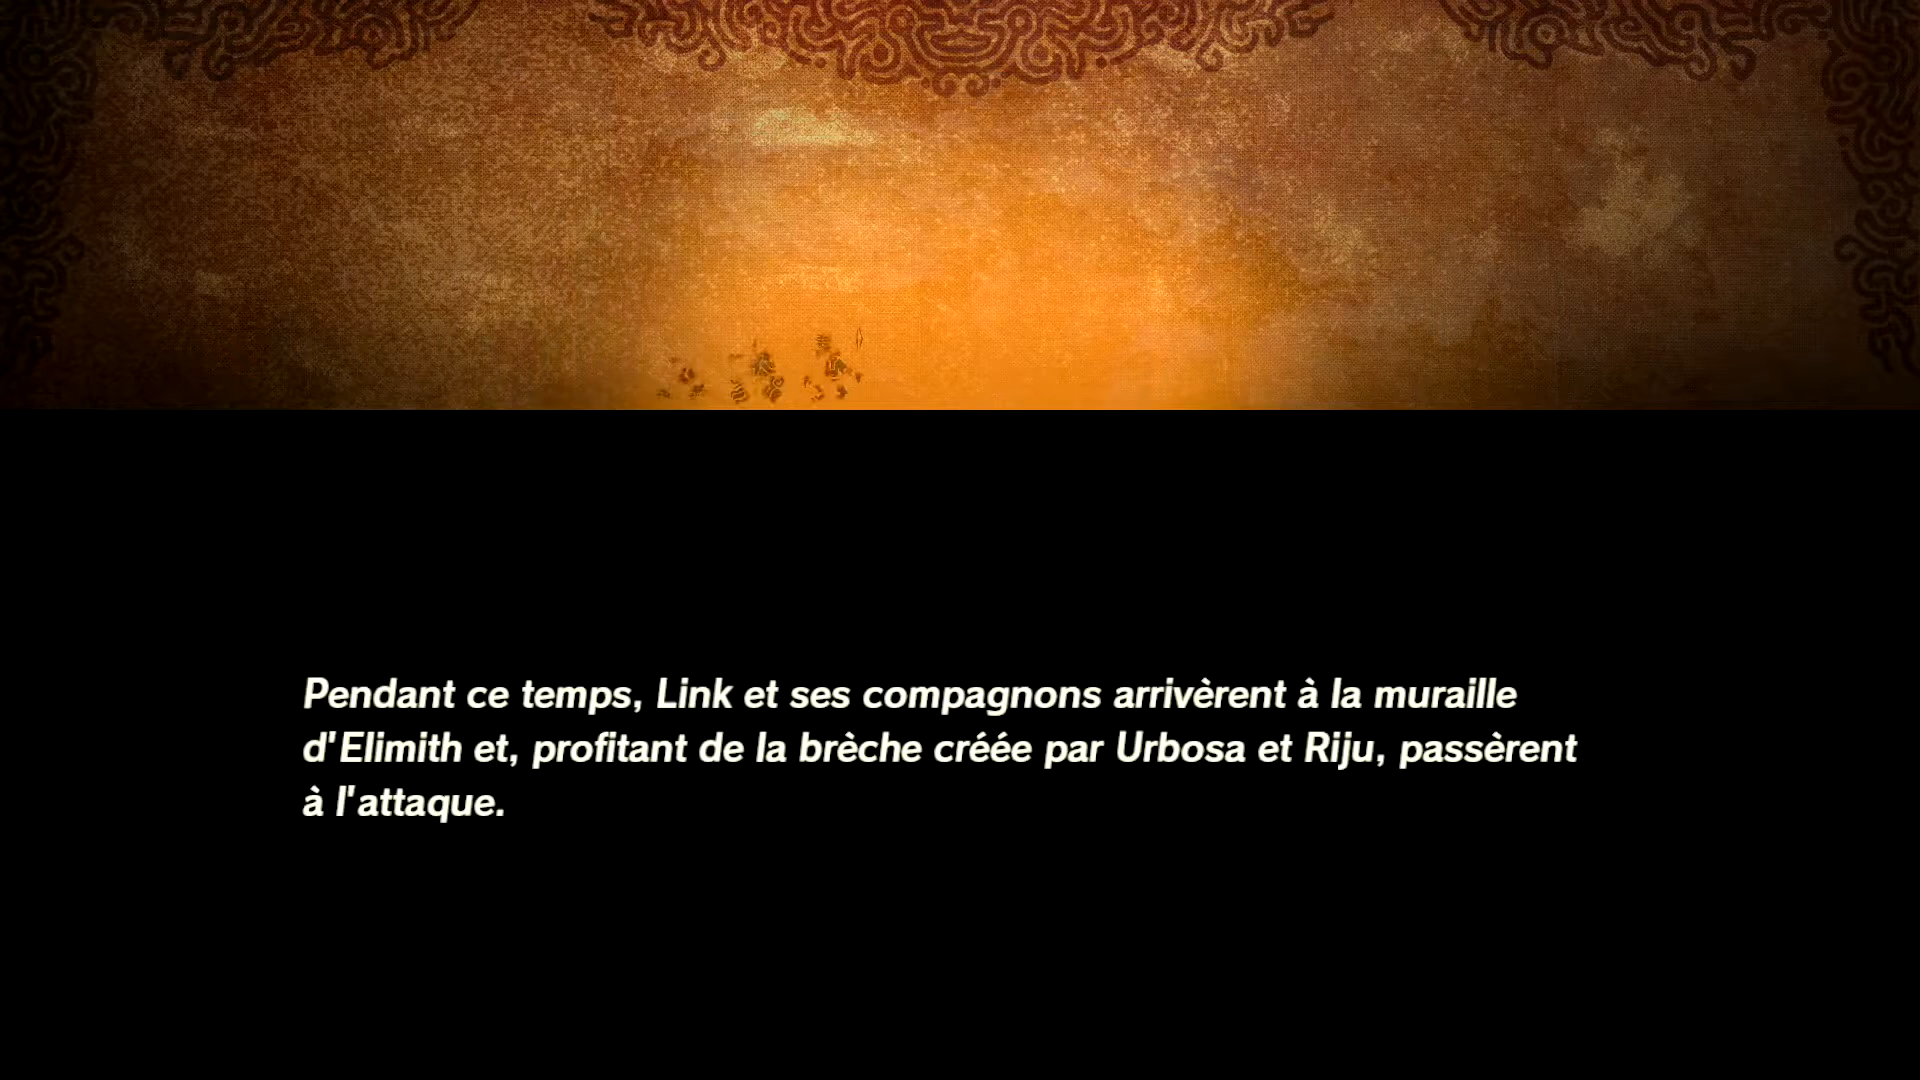 Pendant ce temps, Link et ses compagnons arrivèrent à la muraille
d'Elimith et, profitant de la brèche créée par Urbosa et Riju, passèrent
à l'attaque.